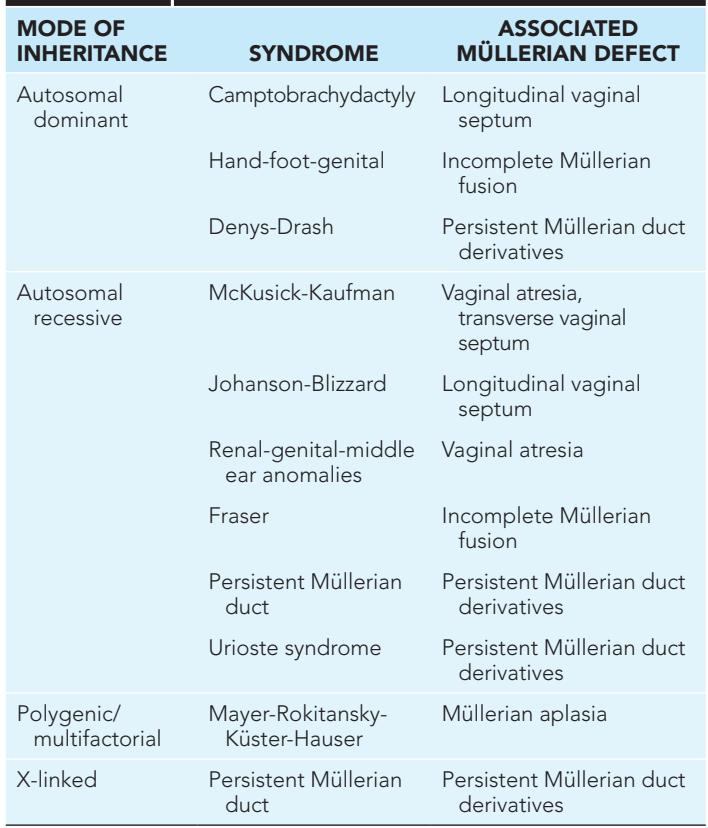 MODE OF INHERITANCE SYNDROME ASSOCIATED MÜLLERIAN DEFECT
Autosomal dominant Camptobrachydactyly Longitudinal vaginal septum
Hand-foot-genital Incomplete Müllerian fusion
Denys-Drash Persistent Müllerian duct derivatives
Autosomal recessive McKusick-Kaufman Vaginal atresia, transverse vaginal septum
Johanson-Blizzard Longitudinal vaginal septum
Renal-genital-middle ear anomalies Vaginal atresia
Fraser Incomplete Müllerian fusion
Persistent Müllerian duct Persistent Müllerian duct derivatives
Urioste syndrome Persistent Müllerian duct derivatives
Polygenic/ multifactorial Mayer-Rokitansky-Küster-Hauser Müllerian aplasia
X-linked Persistent Müllerian duct Persistent Müllerian duct derivatives